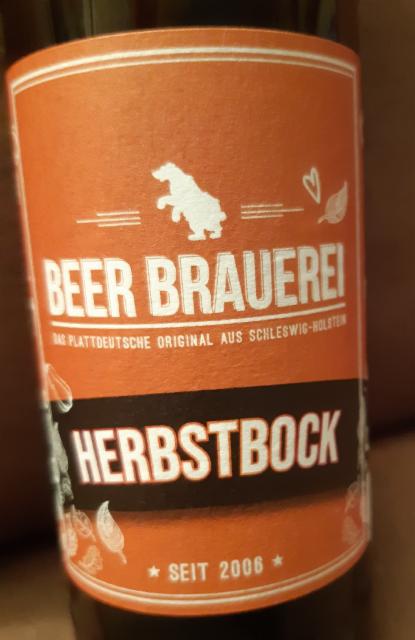 BEER BRAUEREI
DAS PLATTDEUTSCHE ORIGINAL AUS SCHLESWIG-HOLSTEIN
HERBSTBOCK
★ SEIT 2006 ★